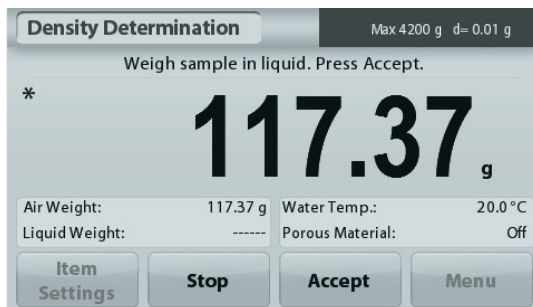 Density Determination Max 4200 g d= 0.01 g
Weigh sample in liquid. Press Accept.
* 117.37 g
Air Weight: 117.37 g Water Temp.: 20.0 °C
Liquid Weight: ------ Porous Material: Off
Item Settings Stop Accept Menu